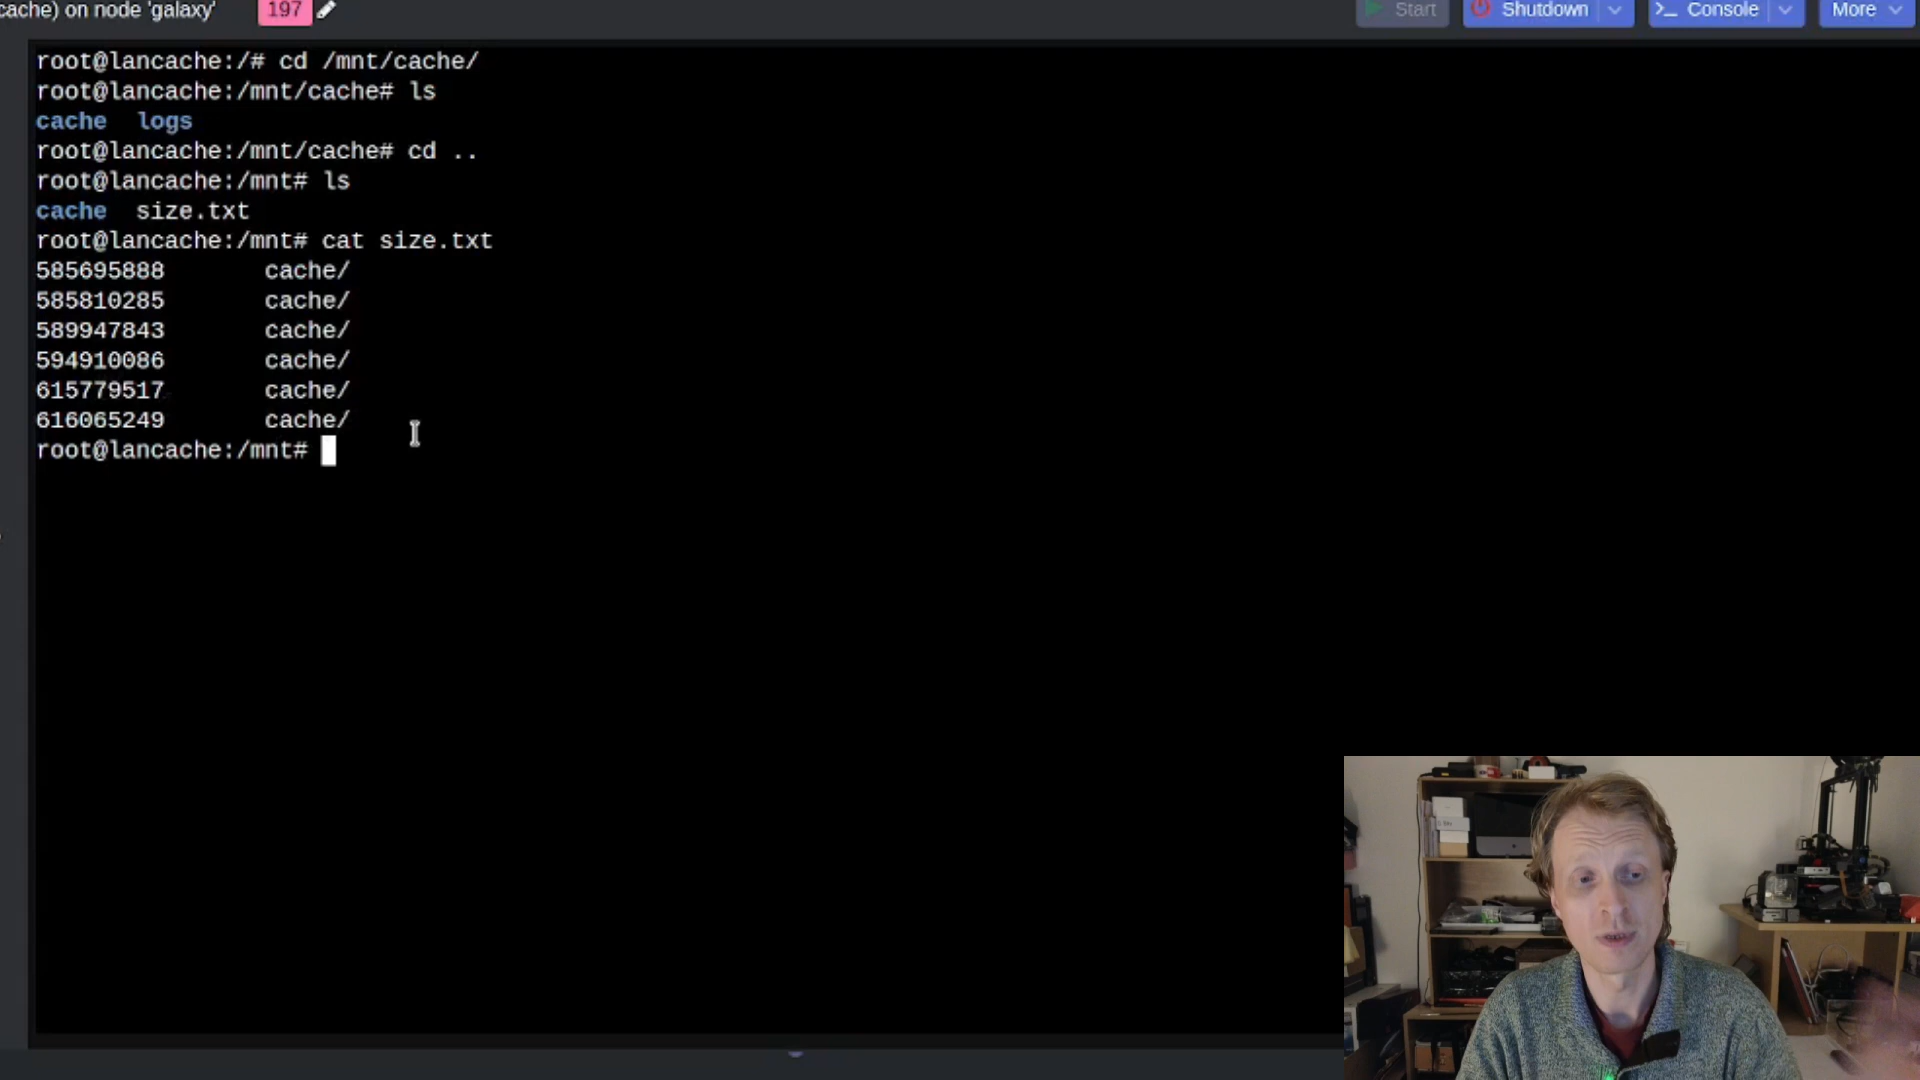 cache) on node 'galaxy'
197
Start
Shutdown
Console
More
root@lancache:/# cd /mnt/cache/
root@lancache:/mnt/cache# ls
cache logs
root@lancache:/mnt/cache# cd ..
root@lancache:/mnt# ls
cache size.txt
root@lancache:/mnt# cat size.txt
585695888 cache/
585810285 cache/
589947843 cache/
594910086 cache/
615779517 cache/
616065249 cache/
root@lancache:/mnt#